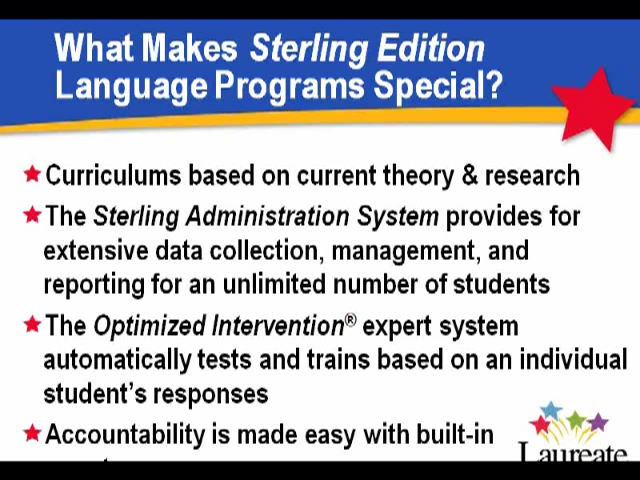 What Makes Sterling Edition
Language Programs Special?
Curriculums based on current theory & research
The Sterling Administration System provides for
extensive data collection, management, and
reporting for an unlimited number of students
The Optimized Intervention® expert system
automatically tests and trains based on an individual
student’s responses
Accountability is made easy with built-in
Laureate